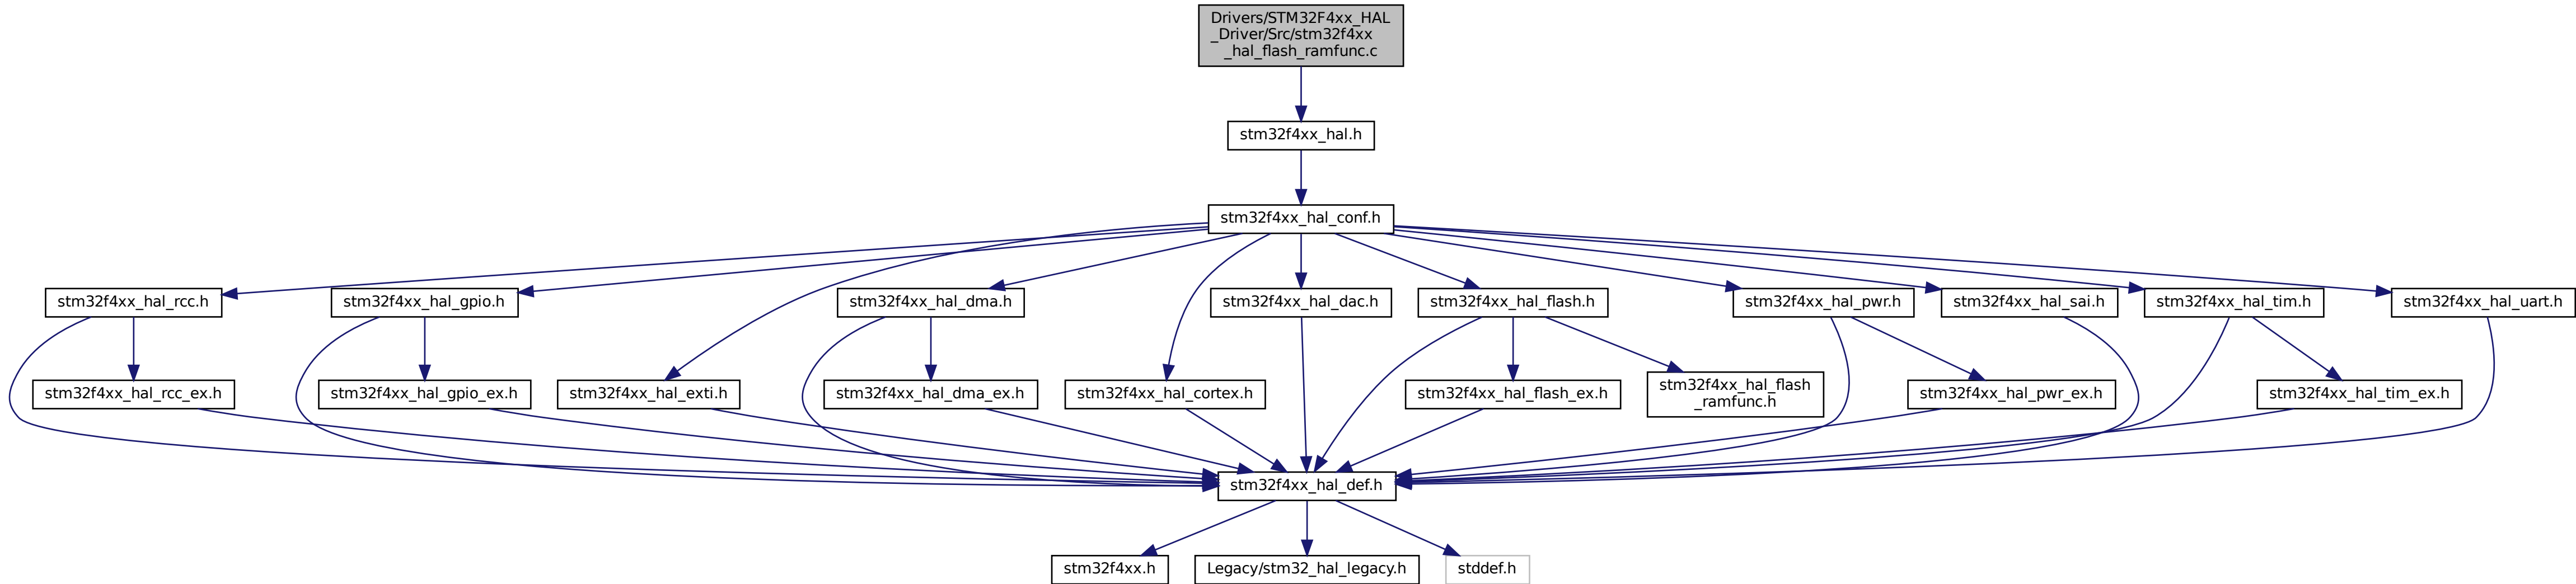 Drivers/STM32F4xx_HAL
_Driver/Src/stm32f4xx
_hal_flash_ramfunc.c
stm32f4xx_hal.h
stm32f4xx_hal_conf.h
stm32f4xx_hal_rcc.h
stm32f4xx_hal_gpio.h
stm32f4xx_hal_dma.h
stm32f4xx_hal_dac.h
stm32f4xx_hal_flash.h
stm32f4xx_hal_pwr.h
stm32f4xx_hal_sai.h
stm32f4xx_hal_tim.h
stm32f4xx_hal_uart.h
stm32f4xx_hal_rcc_ex.h
stm32f4xx_hal_gpio_ex.h
stm32f4xx_hal_exti.h
stm32f4xx_hal_dma_ex.h
stm32f4xx_hal_cortex.h
stm32f4xx_hal_flash_ex.h
stm32f4xx_hal_flash
_ramfunc.h
stm32f4xx_hal_pwr_ex.h
stm32f4xx_hal_tim_ex.h
stm32f4xx_hal_def.h
stm32f4xx.h
Legacy/stm32_hal_legacy.h
stddef.h